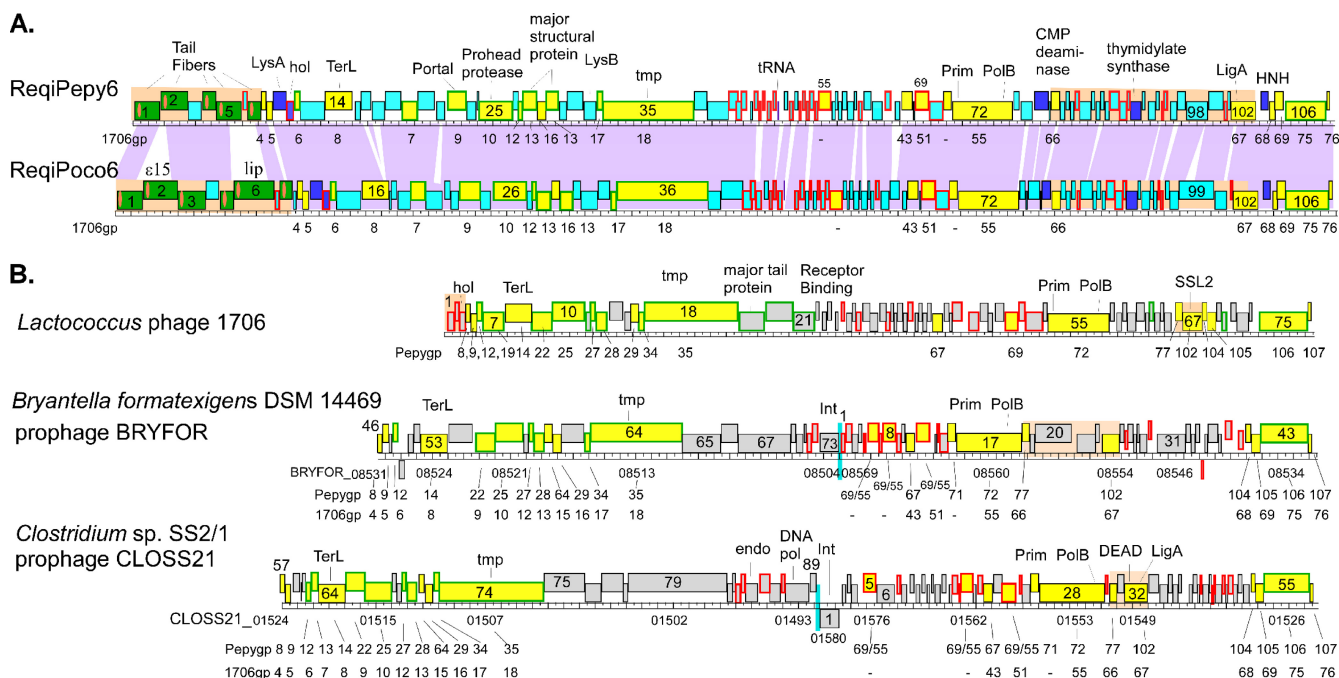 A.
Tail Fibers
LysA
hol
TerL
Portal
Prohead protease
major structural protein
LysB
tmp
tRNA
55
69
Prim
PolB
CMP deami-nase
thymidylate synthase
LigA
HNH
ReqiPepy6
1 2 5 14 25 35 72 98 102 106
1706gp 4 5 6 8 7 9 10 12 13 16 13 17 18 - 43 51 - 55 66 67 68 69 75 76
ReqiPoco6
ε15
lip
1 2 3 6 16 26 36 72 99 102 106
1706gp 4 5 6 8 7 9 10 12 13 16 13 17 18 - 43 51 - 55 66 67 68 69 75 76
B.
Lactococcus phage 1706
1
hol
TerL
tmp
major tail protein
Receptor Binding
Prim
PolB
SSL2
7 10 18 21 55 67 75
Pepygp 8,9, 12, 19 14 22 25 27 28 29 34 35 67 69 72 77 102 104 105 106 107
Bryantella formatexigens DSM 14469
prophage BRYFOR
46
TerL
tmp
Int
1
Prim
PolB
53 64 65 67 73 8 17 20 31 43
BRYFOR_08531 08524 08521 08513 08504 08569 08560 08554 08546 08534
Pepygp 8 9 12 14 22 25 27 28 64 29 34 35 69/55 69/55 67 69/55 71 72 77 102 104 105 106 107
1706gp 4 5 6 8 9 10 12 13 15 16 17 18 - - 43 51 - 55 66 67 68 69 75 76
Clostridium sp. SS2/1
prophage CLOSS21
57
TerL
tmp
endo
DNA pol
89
Int
Prim
PolB
DEAD
LigA
64 74 75 79 1 5 6 28 32 55
CLOSS21_ 01524 01515 01507 01502 01493 01580 01576 01562 01553 01549 01526
Pepygp 8 9 12 13 14 22 25 27 28 64 29 34 35 69/55 69/55 67 69/55 71 72 77 102 104 105 106 107
1706gp 4 5 6 7 8 9 10 12 13 15 16 17 18 - - 43 51 - 55 66 67 68 69 75 76